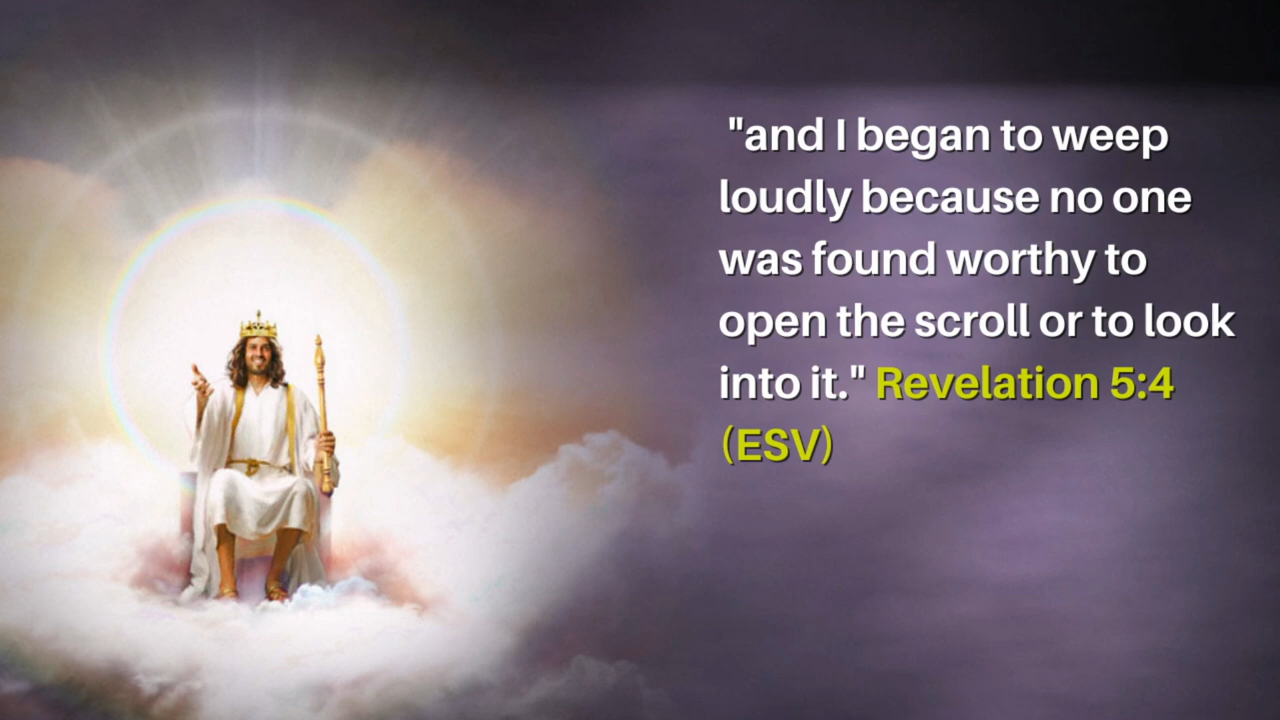 "and I began to weep
loudly because no one
was found worthy to
open the scroll or to look
into it." Revelation 5:4
(ESV)